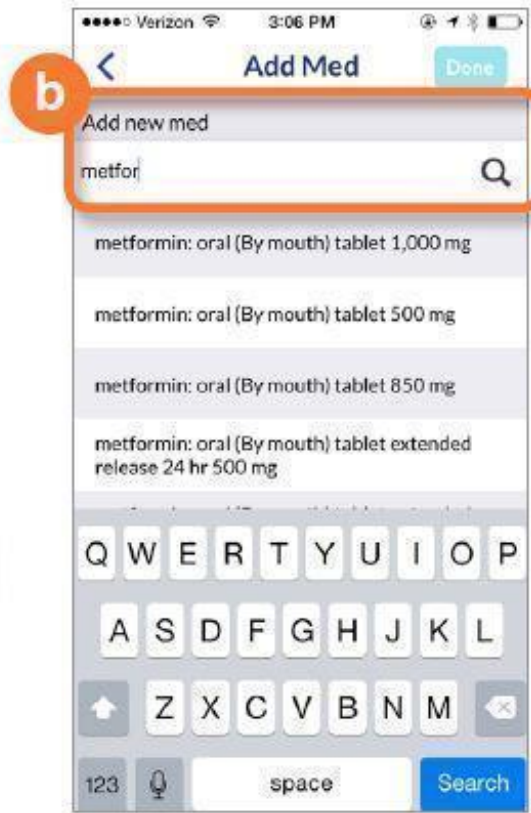 Verizon 3:06 PM
b
Add Med Done
Add new med
metfor
metformin: oral (By mouth) tablet 1,000 mg
metformin: oral (By mouth) tablet 500 mg
metformin: oral (By mouth) tablet 850 mg
metformin: oral (By mouth) tablet extended
release 24 hr 500 mg
Q W E R T Y U I O P
A S D F G H J K L
Z X C V B N M
123 space Search